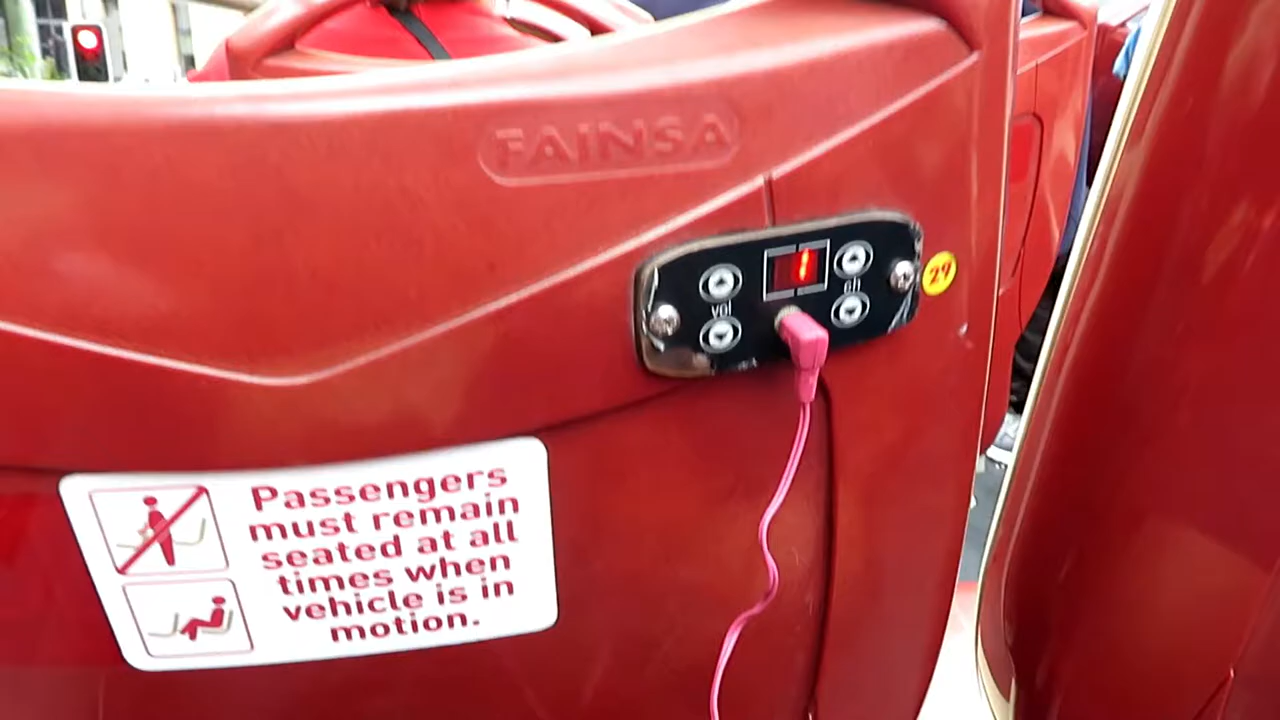 FAINSA
1
vol
ch
29
Passengers
must remain
seated at all
times when
vehicle is in
motion.